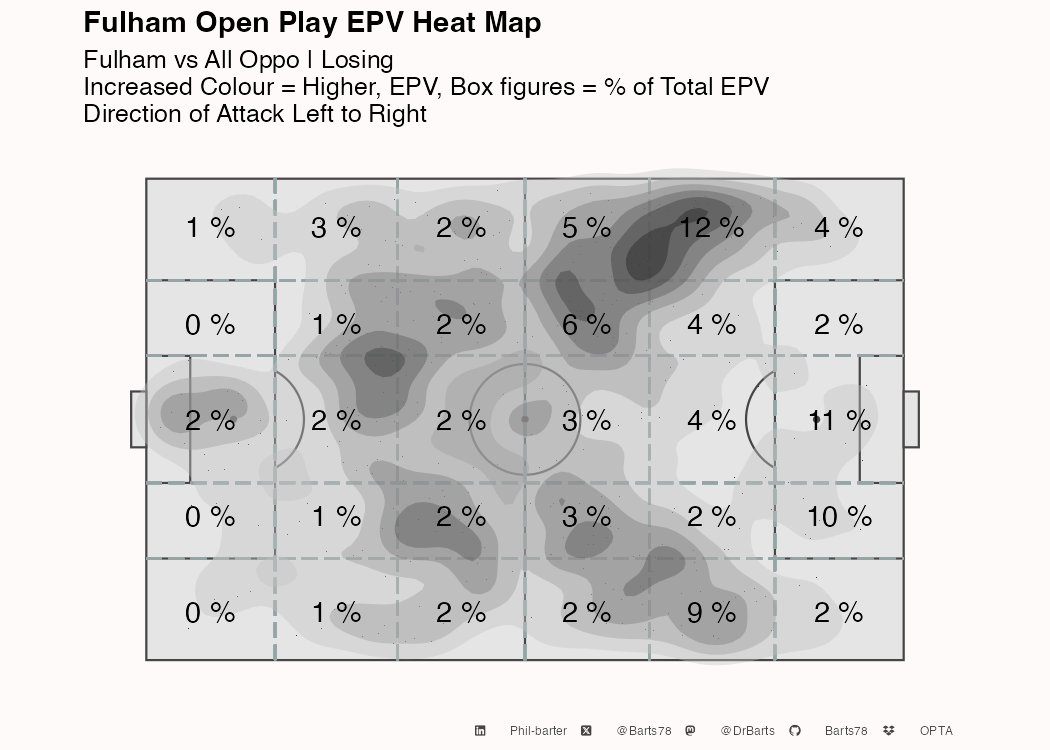 Fulham Open Play EPV Heat Map
Fulham vs All Oppo | Losing
Increased Colour = Higher, EPV, Box figures = % of Total EPV
Direction of Attack Left to Right
1 % 3 % 2 % 5 % 12 % 4 %
0 % 1 % 2 % 6 % 4 % 2 %
2 % 2 % 2 % 3 % 4 % 11 %
0 % 1 % 2 % 3 % 2 % 10 %
0 % 1 % 2 % 2 % 9 % 2 %
Phil-barter @Barts78 @DrBarts Barts78 OPTA